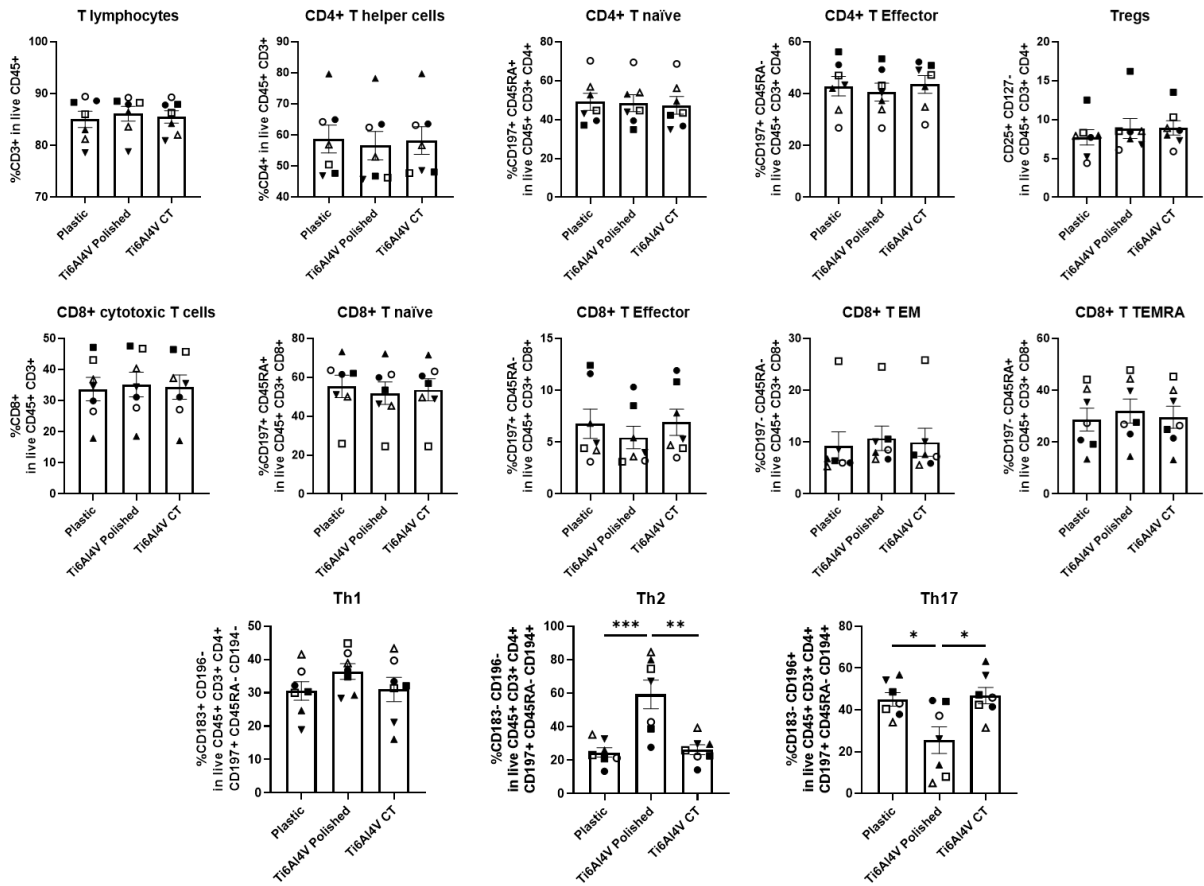 T lymphocytes
%CD3+ in live CD45+
100
90
80
70
Plastic
Ti6Al4V Polished
Ti6Al4V CT
CD4+ T helper cells
%CD4+ in live CD45+ CD3+
90
80
70
60
50
40
Plastic
Ti6Al4V Polished
Ti6Al4V CT
CD4+ T naïve
%CD197+ CD45RA+
in live CD45+ CD3+ CD4+
80
60
40
20
0
Plastic
Ti6Al4V Polished
Ti6Al4V CT
CD4+ T Effector
%CD197+ CD45RA-
in live CD45+ CD3+ CD4+
60
40
20
0
Plastic
Ti6Al4V Polished
Ti6Al4V CT
Tregs
CD25+ CD127-
in live CD45+ CD3+ CD4+
20
15
10
5
0
Plastic
Ti6Al4V Polished
Ti6Al4V CT
CD8+ cytotoxic T cells
%CD8+
in live CD45+ CD3+
50
40
30
20
10
0
Plastic
Ti6Al4V Polished
Ti6Al4V CT
CD8+ T naïve
%CD197+ CD45RA+
in live CD45+ CD3+ CD8+
80
60
40
20
0
Plastic
Ti6Al4V Polished
Ti6Al4V CT
CD8+ T Effector
%CD197+ CD45RA-
in live CD45+ CD3+ CD8+
15
10
5
0
Plastic
Ti6Al4V Polished
Ti6Al4V CT
CD8+ T EM
%CD197- CD45RA-
in live CD45+ CD3+ CD8+
30
20
10
0
Plastic
Ti6Al4V Polished
Ti6Al4V CT
CD8+ T TEMRA
%CD197- CD45RA+
in live CD45+ CD3+ CD8+
60
40
20
0
Plastic
Ti6Al4V Polished
Ti6Al4V CT
Th1
%CD183+ CD196-
in live CD45+ CD3+ CD4+
CD197+ CD45RA- CD194-
50
40
30
20
10
0
Plastic
Ti6Al4V Polished
Ti6Al4V CT
Th2
%CD183- CD196-
in live CD45+ CD3+ CD4+
CD197+ CD45RA- CD194+
100
80
60
40
20
0
*** **
Plastic
Ti6Al4V Polished
Ti6Al4V CT
Th17
%CD183- CD196+
in live CD45+ CD3+ CD4+
CD197+ CD45RA- CD194+
80
60
40
20
0
* *
Plastic
Ti6Al4V Polished
Ti6Al4V CT